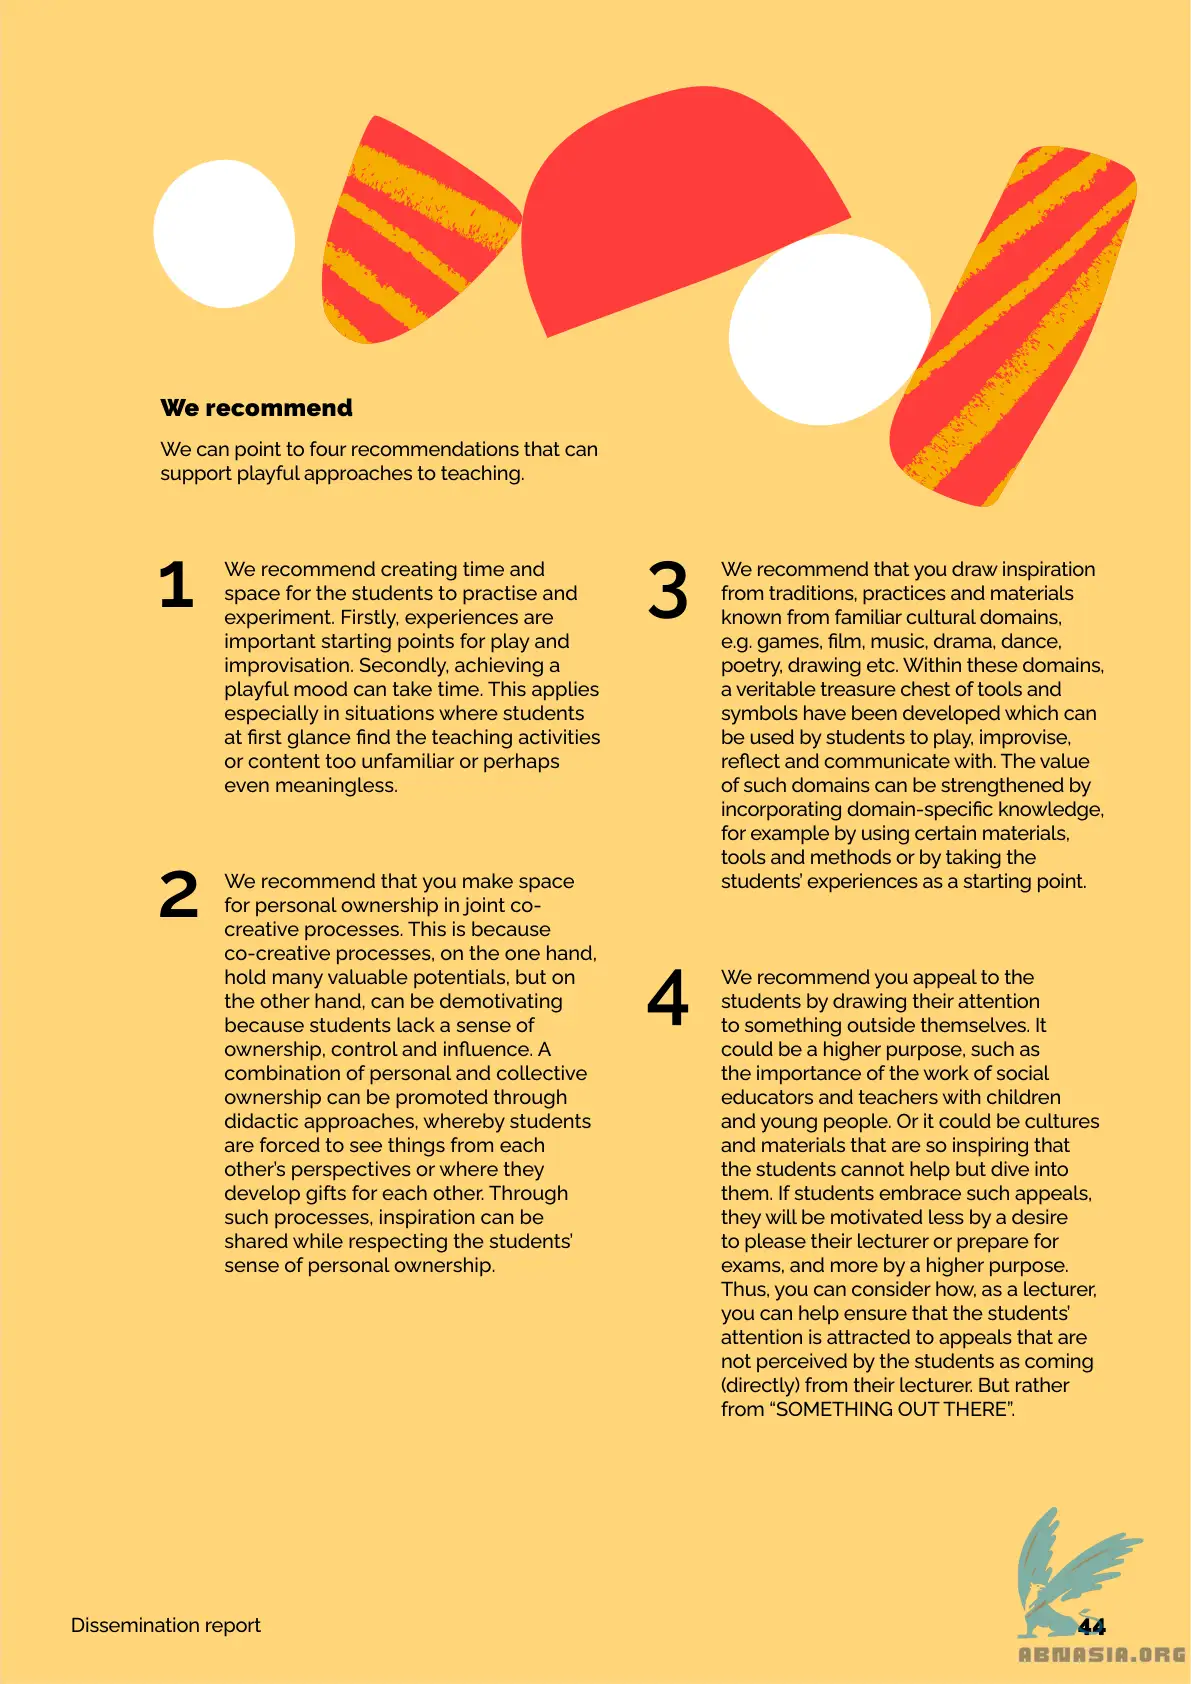 We recommend
We can point to four recommendations that can
support playful approaches to teaching.
1
We recommend creating time and
space for the students to practise and
experiment. Firstly, experiences are
important starting points for play and
improvisation. Secondly, achieving a
playful mood can take time. This applies
especially in situations where students
at first glance find the teaching activities
or content too unfamiliar or perhaps
even meaningless.
2
We recommend that you make space
for personal ownership in joint co-
creative processes. This is because
co-creative processes, on the one hand,
hold many valuable potentials, but on
the other hand, can be demotivating
because students lack a sense of
ownership, control and influence. A
combination of personal and collective
ownership can be promoted through
didactic approaches, whereby students
are forced to see things from each
other's perspectives or where they
develop gifts for each other. Through
such processes, inspiration can be
shared while respecting the students'
sense of personal ownership.
3
We recommend that you draw inspiration
from traditions, practices and materials
known from familiar cultural domains,
e.g. games, film, music, drama, dance,
poetry, drawing etc. Within these domains,
a veritable treasure chest of tools and
symbols have been developed which can
be used by students to play, improvise,
reflect and communicate with. The value
of such domains can be strengthened by
incorporating domain-specific knowledge,
for example by using certain materials,
tools and methods or by taking the
students' experiences as a starting point.
4
We recommend you appeal to the
students by drawing their attention
to something outside themselves. It
could be a higher purpose, such as
the importance of the work of social
educators and teachers with children
and young people. Or it could be cultures
and materials that are so inspiring that
the students cannot help but dive into
them. If students embrace such appeals,
they will be motivated less by a desire
to please their lecturer or prepare for
exams, and more by a higher purpose.
Thus, you can consider how, as a lecturer,
you can help ensure that the students'
attention is attracted to appeals that are
not perceived by the students as coming
(directly) from their lecturer. But rather
from “SOMETHING OUT THERE”.
Dissemination report
44
ABNASIA.ORG